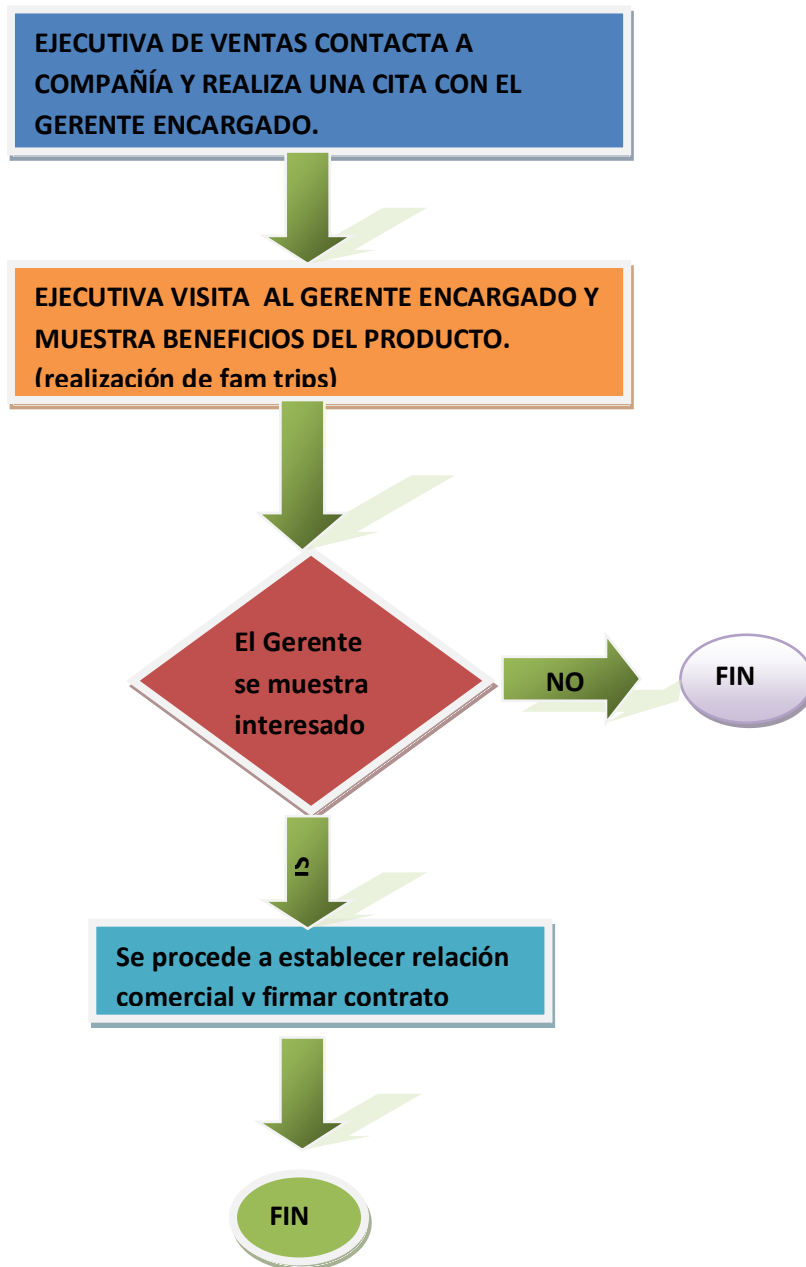 EJECUTIVA DE VENTAS CONTACTA A
COMPAÑÍA Y REALIZA UNA CITA CON EL
GERENTE ENCARGADO.
EJECUTIVA VISITA AL GERENTE ENCARGADO Y
MUESTRA BENEFICIOS DEL PRODUCTO.
(realización de fam trips)
El Gerente
se muestra
interesado
NO
FIN
SI
Se procede a establecer relación
comercial y firmar contrato
FIN